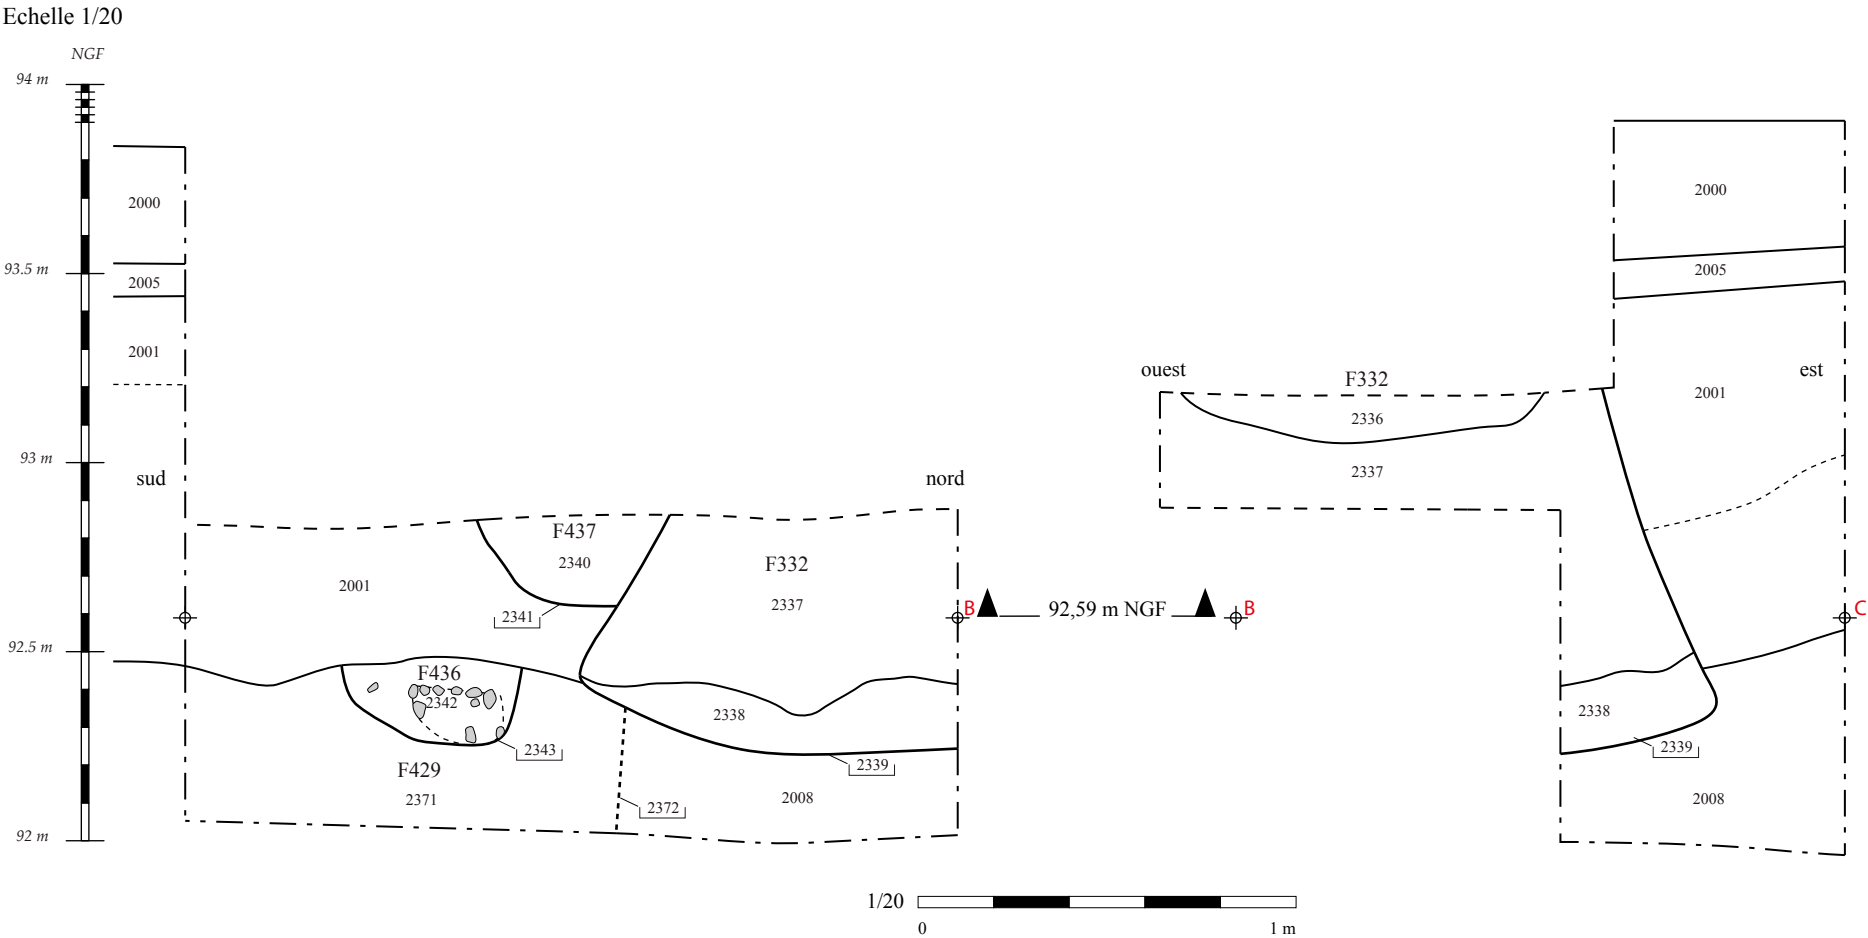 Echelle 1/20
NGF
94 m
93.5 m
93 m
92.5 m
92 m
2000
2005
2001
sud
nord
F437
2340
2001
2341
F332
2337
F436
2342
2343
F429
2371
2372
2338
2339
2008
B
92,59 m NGF
B
ouest
F332
2336
2337
est
2000
2005
2001
C
2338
2339
2008
1/20
0
1 m